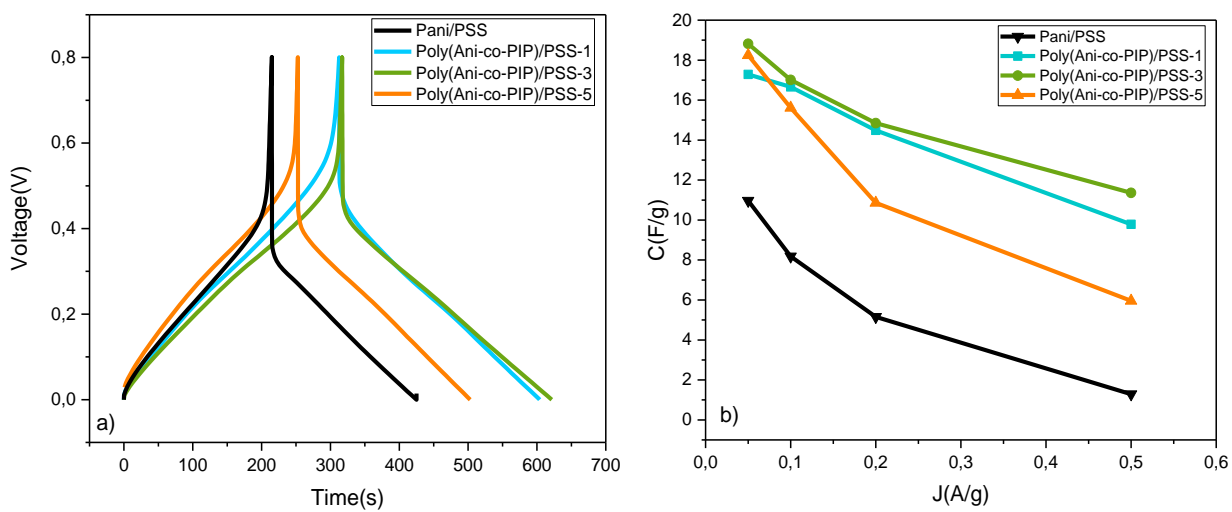 Pani/PSS
Poly(Ani-co-PIP)/PSS-1
Poly(Ani-co-PIP)/PSS-3
Poly(Ani-co-PIP)/PSS-5
0,8
0,6
0,4
0,2
0,0
Voltage(V)
a)
0 100 200 300 400 500 600 700
Time(s)
Pani/PSS
Poly(Ani-co-PIP)/PSS-1
Poly(Ani-co-PIP)/PSS-3
Poly(Ani-co-PIP)/PSS-5
20
18
16
14
12
10
8
6
4
2
0
C(F/g)
b)
0,0 0,1 0,2 0,3 0,4 0,5 0,6
J(A/g)